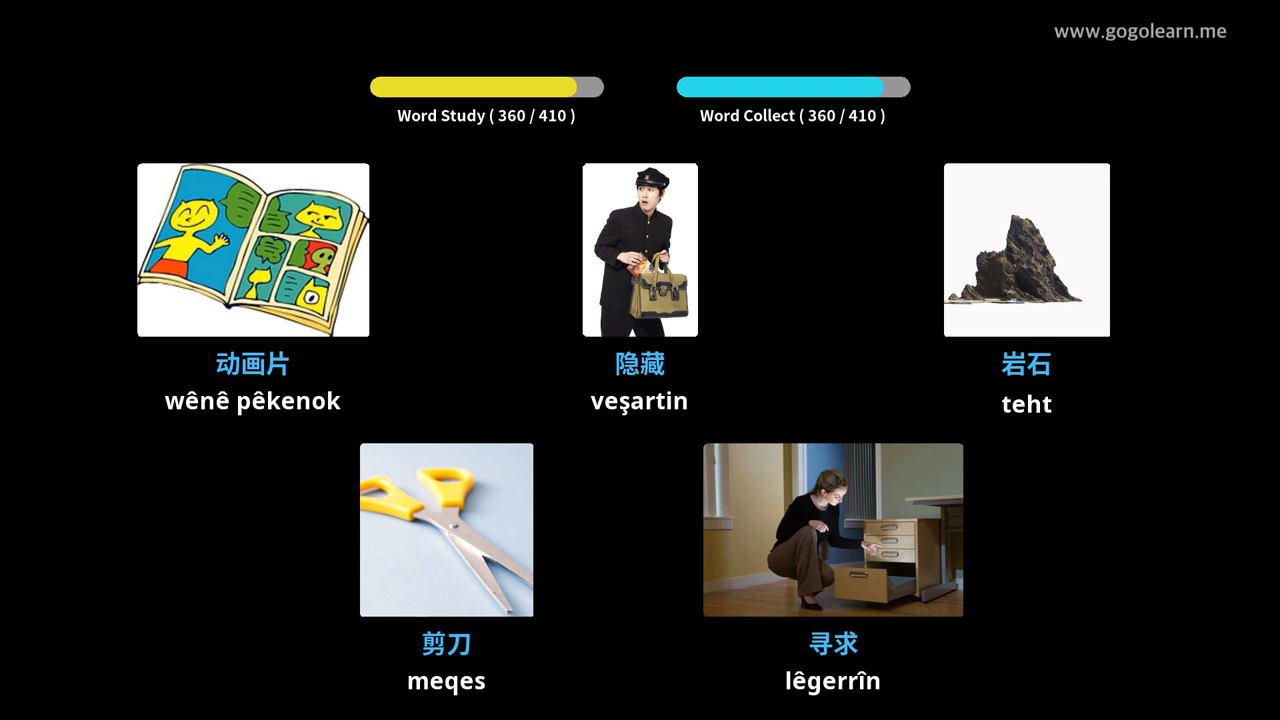 www.gogolearn.me
Word Study ( 360 / 410 )
Word Collect ( 360 / 410 )
动画片
wênê pêkenok
隐藏
veşartin
岩石
teht
剪刀
meqes
寻求
lêgerrîn